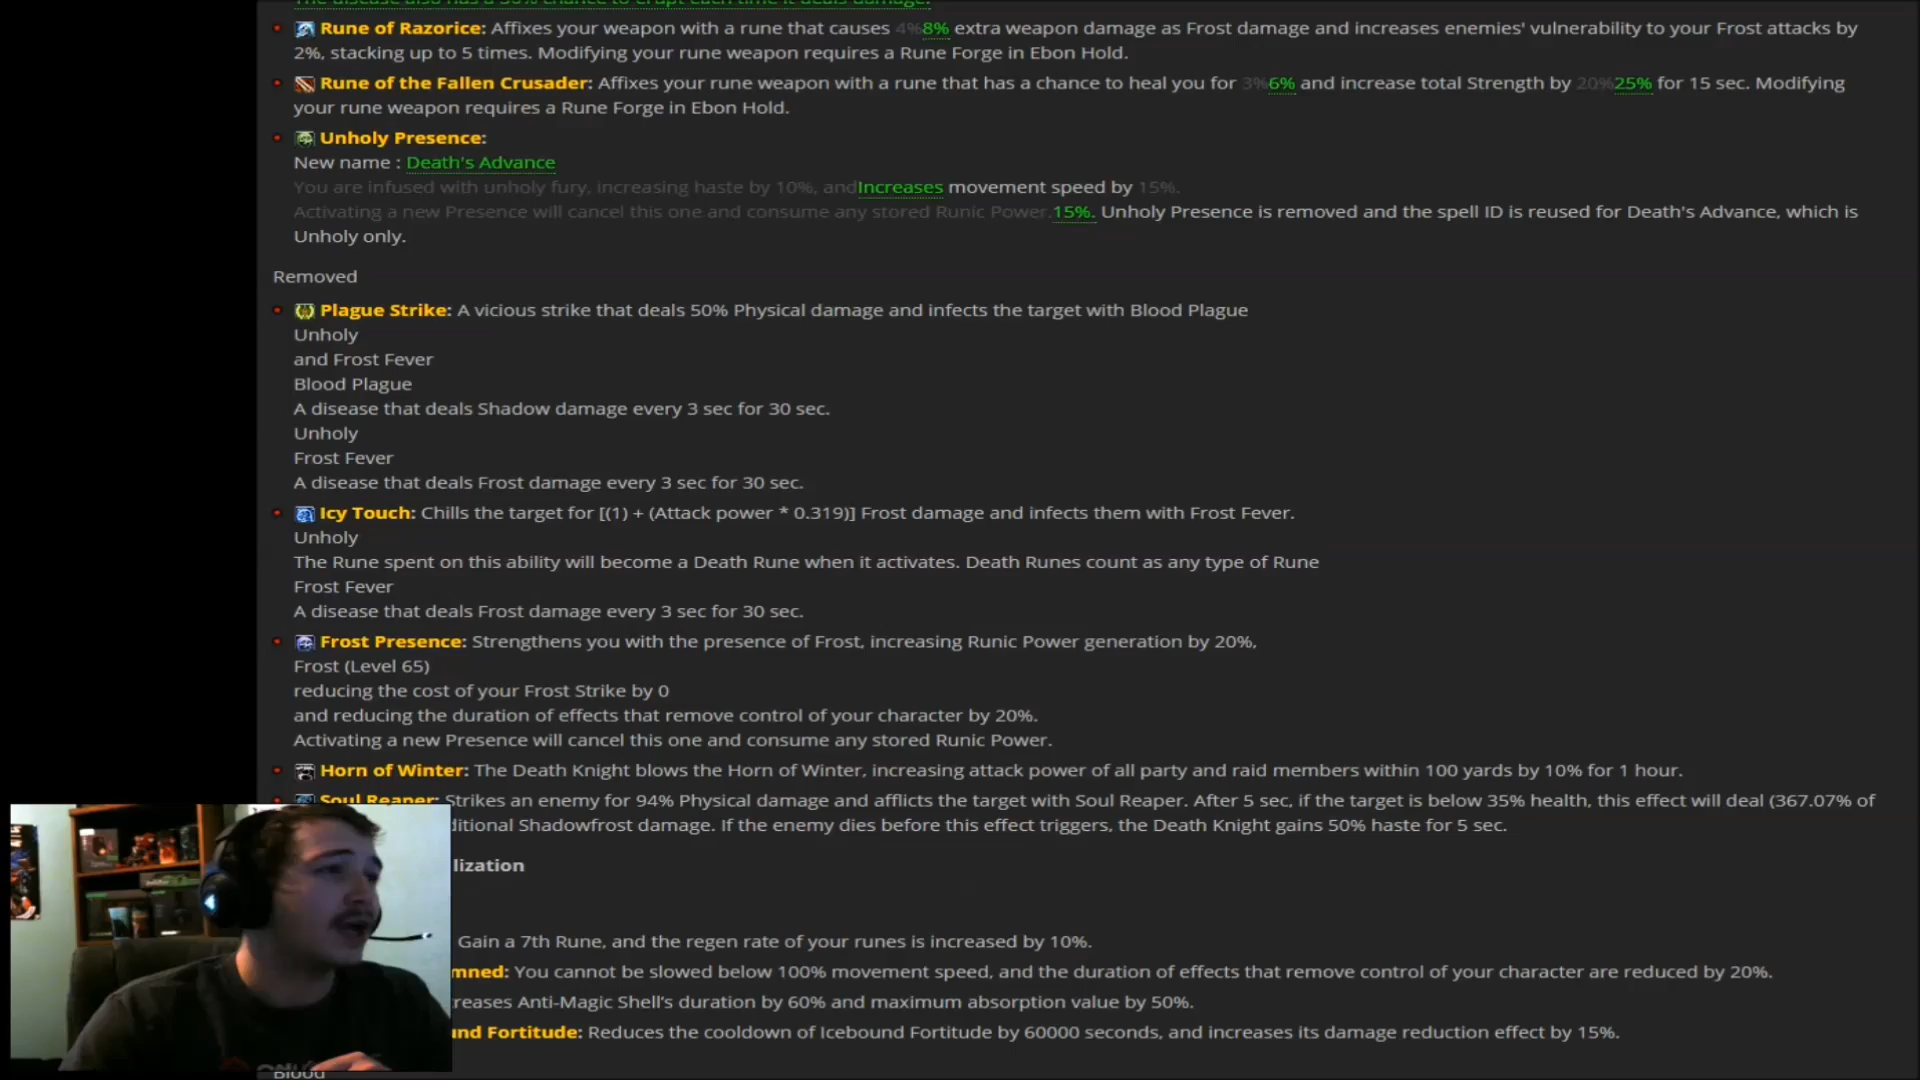 The disease also has a 30% chance to erupt each time it deals damage.
Rune of Razorice: Affixes your weapon with a rune that causes 4%8% extra weapon damage as Frost damage and increases enemies' vulnerability to your Frost attacks by
2%, stacking up to 5 times. Modifying your rune weapon requires a Rune Forge in Ebon Hold.
Rune of the Fallen Crusader: Affixes your rune weapon with a rune that has a chance to heal you for 3%6% and increase total Strength by 20%25% for 15 sec. Modifying
your rune weapon requires a Rune Forge in Ebon Hold.
Unholy Presence:
New name : Death's Advance
You are infused with unholy fury, increasing haste by 10%, andIncreases movement speed by 15%.
Activating a new Presence will cancel this one and consume any stored Runic Power.15%. Unholy Presence is removed and the spell ID is reused for Death's Advance, which is
Unholy only.
Removed
Plague Strike: A vicious strike that deals 50% Physical damage and infects the target with Blood Plague
Unholy
and Frost Fever
Blood Plague
A disease that deals Shadow damage every 3 sec for 30 sec.
Unholy
Frost Fever
A disease that deals Frost damage every 3 sec for 30 sec.
Icy Touch: Chills the target for [(1) + (Attack power * 0.319)] Frost damage and infects them with Frost Fever.
Unholy
The Rune spent on this ability will become a Death Rune when it activates. Death Runes count as any type of Rune
Frost Fever
A disease that deals Frost damage every 3 sec for 30 sec.
Frost Presence: Strengthens you with the presence of Frost, increasing Runic Power generation by 20%,
Frost (Level 65)
reducing the cost of your Frost Strike by 0
and reducing the duration of effects that remove control of your character by 20%.
Activating a new Presence will cancel this one and consume any stored Runic Power.
Horn of Winter: The Death Knight blows the Horn of Winter, increasing attack power of all party and raid members within 100 yards by 10% for 1 hour.
Soul Reaper: Strikes an enemy for 94% Physical damage and afflicts the target with Soul Reaper. After 5 sec, if the target is below 35% health, this effect will deal (367.07% of
ditional Shadowfrost damage. If the enemy dies before this effect triggers, the Death Knight gains 50% haste for 5 sec.
lization
Gain a 7th Rune, and the regen rate of your runes is increased by 10%.
mned: You cannot be slowed below 100% movement speed, and the duration of effects that remove control of your character are reduced by 20%.
creases Anti-Magic Shell's duration by 60% and maximum absorption value by 50%.
und Fortitude: Reduces the cooldown of Icebound Fortitude by 60000 seconds, and increases its damage reduction effect by 15%.
Blood